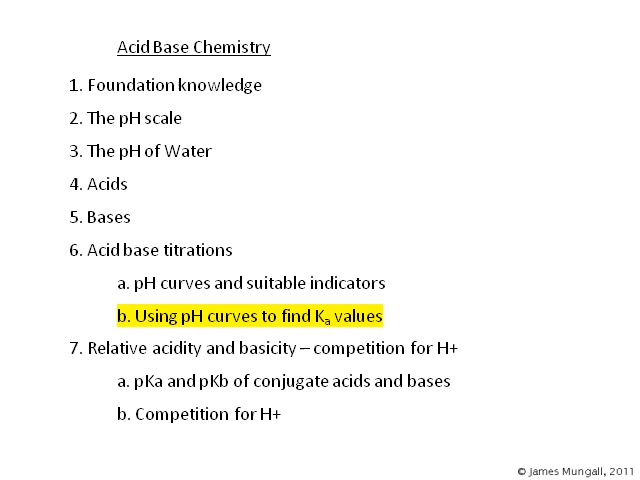 Acid Base Chemistry
1. Foundation knowledge
2. The pH scale
3. The pH of Water
4. Acids
5. Bases
6. Acid base titrations
a. pH curves and suitable indicators
b. Using pH curves to find Ka values
7. Relative acidity and basicity – competition for H+
a. pKa and pKb of conjugate acids and bases
b. Competition for H+
© James Mungall, 2011